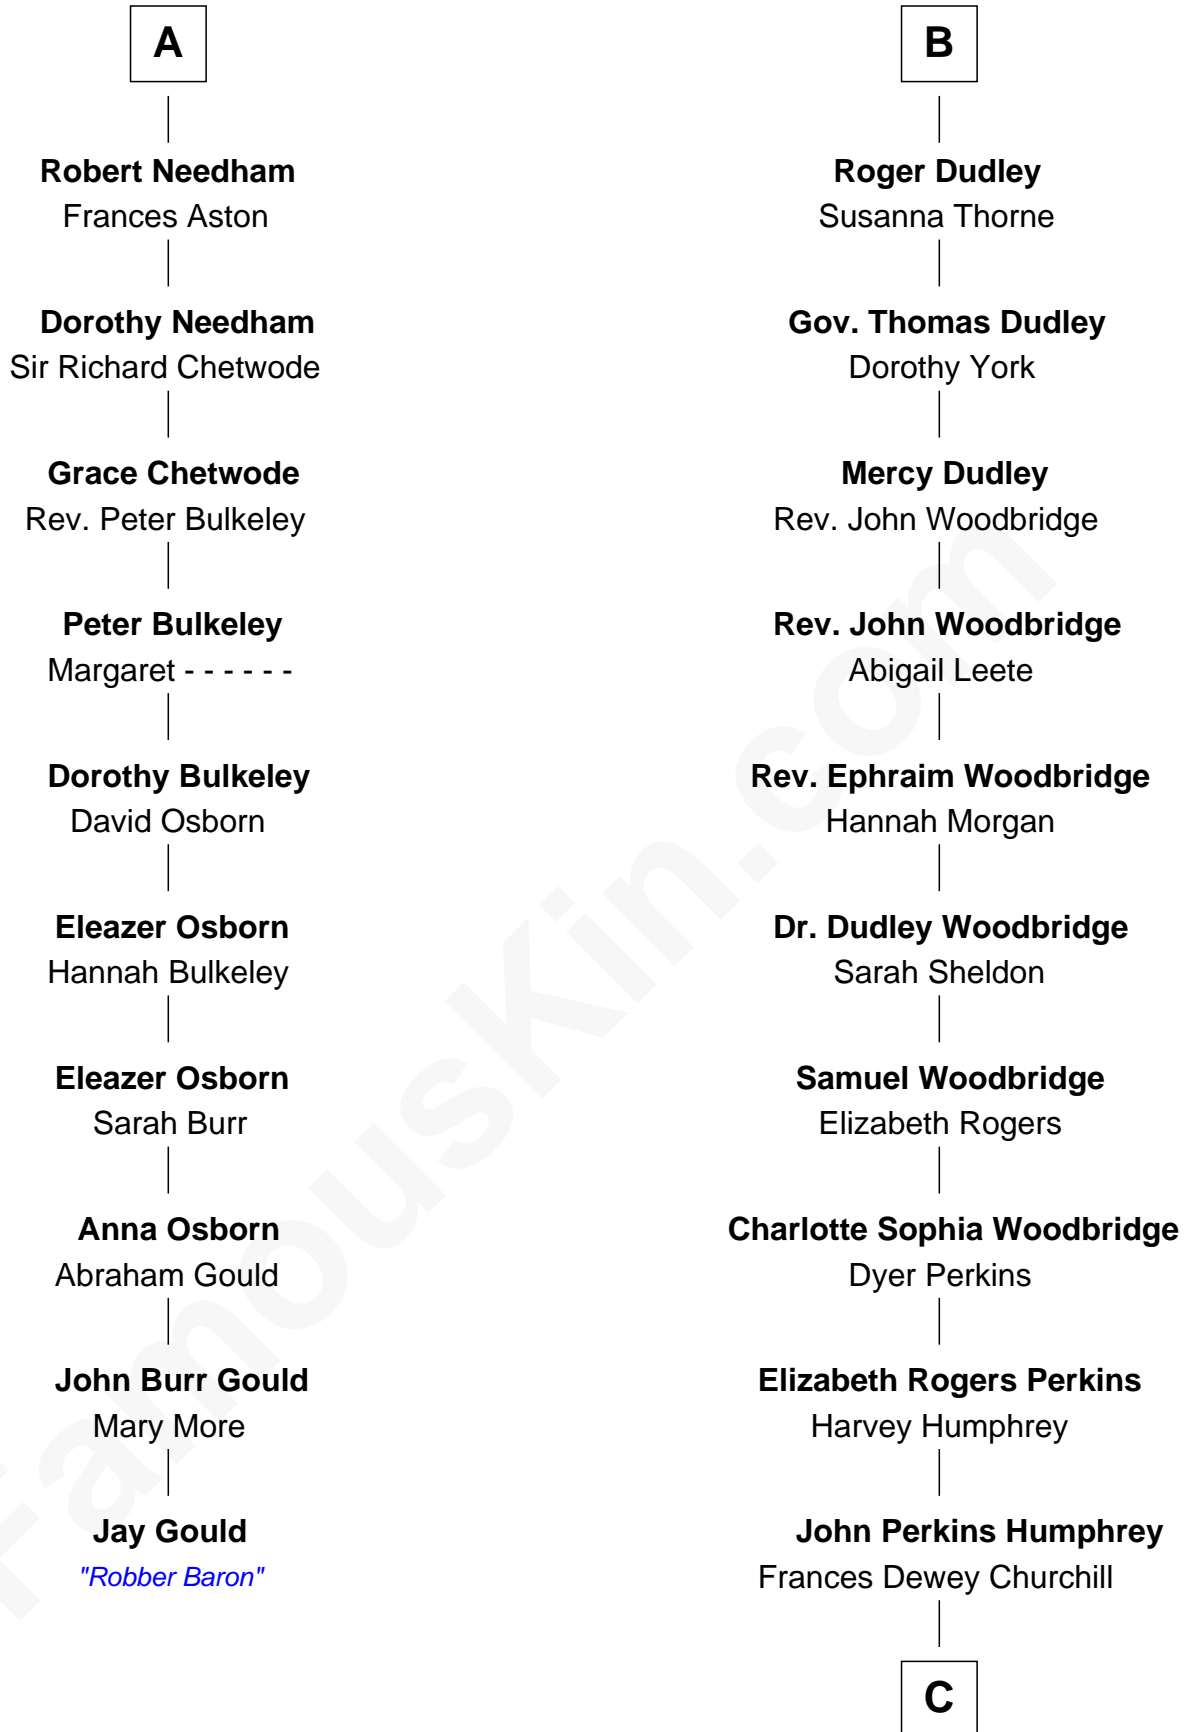 A
Robert Needham
Frances Aston
Dorothy Needham
Sir Richard Chetwode
Grace Chetwode
Rev. Peter Bulkeley
Peter Bulkeley
Margaret - - - - - -
Dorothy Bulkeley
David Osborn
Eleazer Osborn
Hannah Bulkeley
Eleazer Osborn
Sarah Burr
Anna Osborn
Abraham Gould
John Burr Gould
Mary More
Jay Gould
"Robber Baron"
B
Roger Dudley
Susanna Thorne
Gov. Thomas Dudley
Dorothy York
Mercy Dudley
Rev. John Woodbridge
Rev. John Woodbridge
Abigail Leete
Rev. Ephraim Woodbridge
Hannah Morgan
Dr. Dudley Woodbridge
Sarah Sheldon
Samuel Woodbridge
Elizabeth Rogers
Charlotte Sophia Woodbridge
Dyer Perkins
Elizabeth Rogers Perkins
Harvey Humphrey
John Perkins Humphrey
Frances Dewey Churchill
C
FamousKin.com